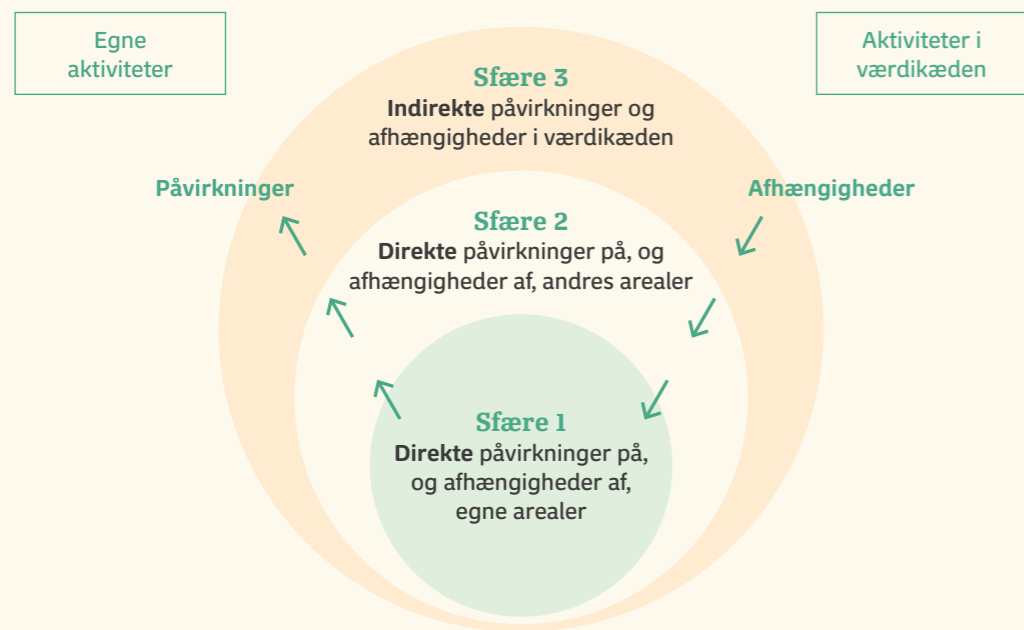 Egne
aktiviteter
Aktiviteter i
værdikæden
Sfære 3
Indirekte påvirkninger og
afhængigheder i værdikæden
Påvirkninger
Afhængigheder
Sfære 2
Direkte påvirkninger på, og
afhængigheder af, andres arealer
Sfære 1
Direkte påvirkninger på,
og afhængigheder af,
egne arealer